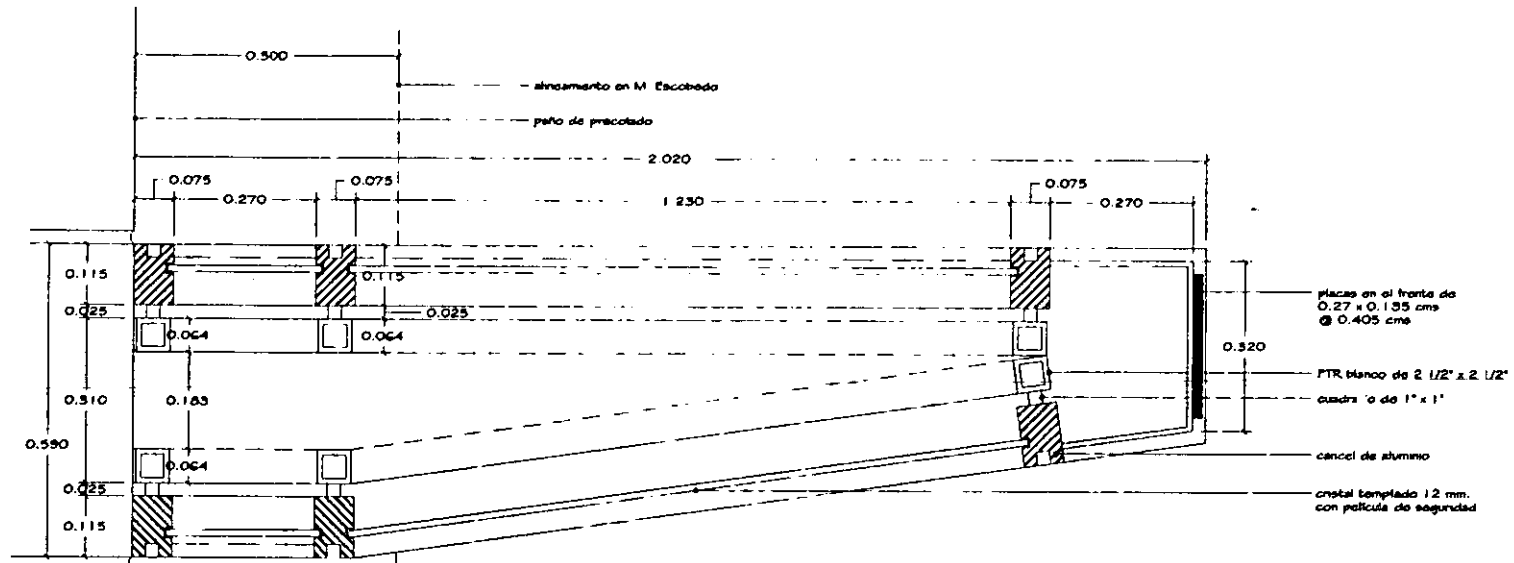 0.500
alineamiento en M. Escobedo
paño de precolado
2.020
0.075
0.270
0.075
1.230
0.075
0.270
0.115
0.115
0.025
0.025
0.064
0.064
0.310
0.183
0.590
0.064
0.025
0.115
0.320
placas en el frente de
0.27 x 0.135 cms
@ 0.405 cms
PTR blanco de 2 1/2" x 2 1/2"
de 1" x 1"
cancel de aluminio
cristal templado 12 mm.
con película de seguridad